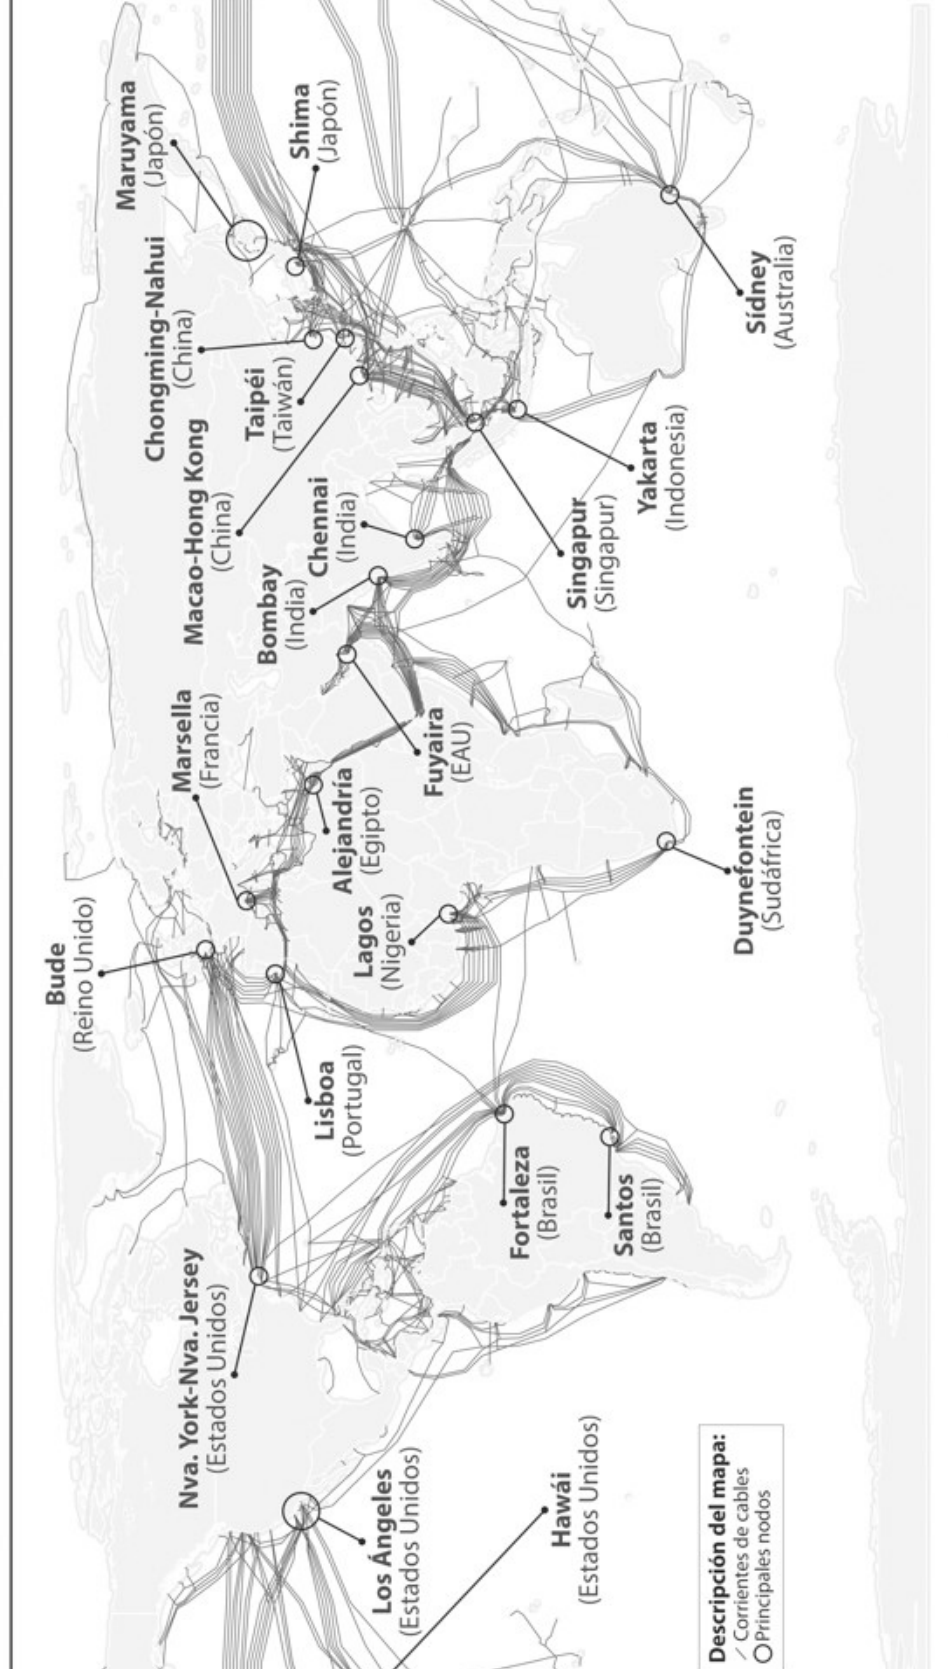 Maruyama
(Japón)
Shima
(Japón)
Chongming-Nahui
(China)
Taipéi
(Taiwán)
Macao-Hong Kong
(China)
Chennai
(India)
Bombay
(India)
Marsella
(Francia)
Alejandría
(Egipto)
Fuyaira
(EAU)
Singapur
(Singapur)
Yakarta
(Indonesia)
Sídney
(Australia)
Bude
(Reino Unido)
Lisboa
(Portugal)
Lagos
(Nigeria)
Duynefontein
(Sudáfrica)
Nva. York-Nva. Jersey
(Estados Unidos)
Fortaleza
(Brasil)
Santos
(Brasil)
Los Ángeles
(Estados Unidos)
Hawái
(Estados Unidos)
Descripción del mapa:
Corrientes de cables
Principales nodos